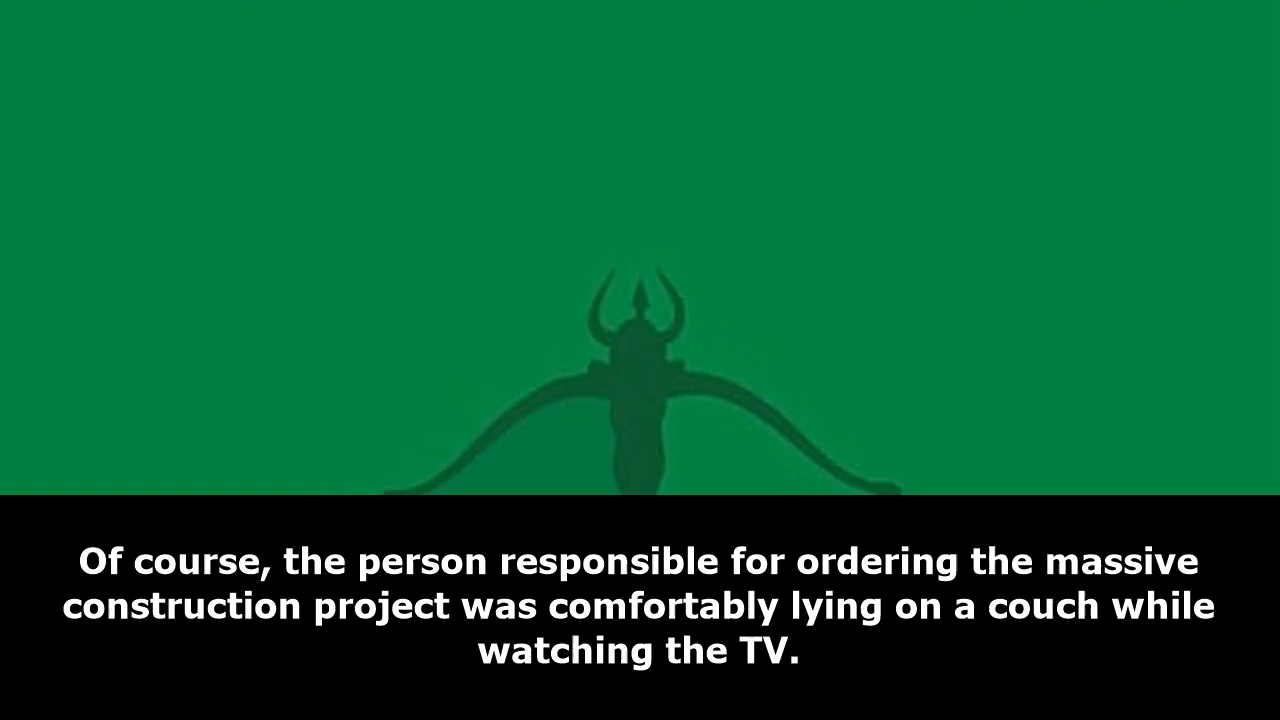 Of course, the person responsible for ordering the massive
construction project was comfortably lying on a couch while
watching the TV.